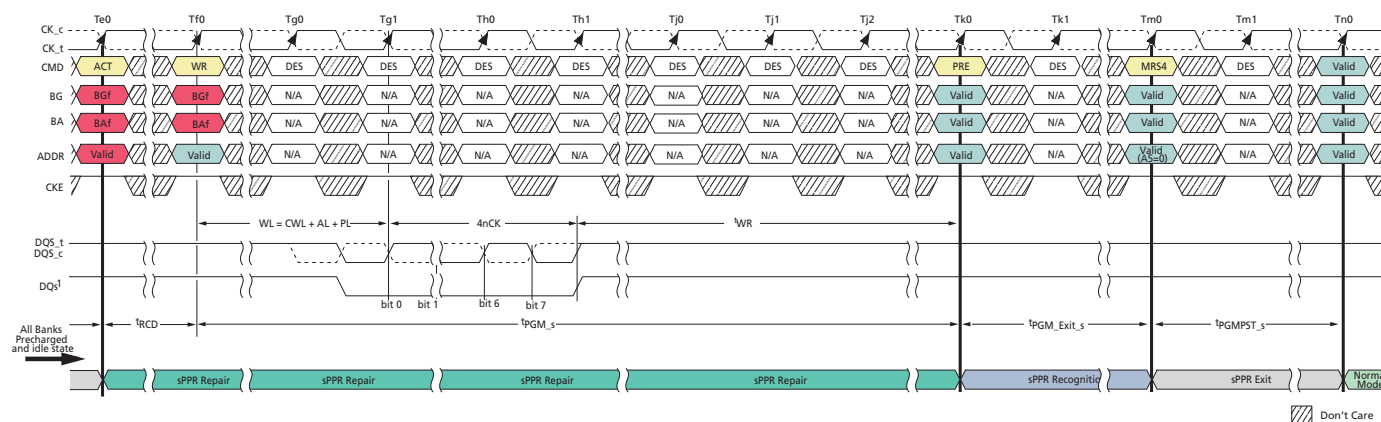 Te0 Tf0 Tg0 Tg1 Th0 Th1 Tj0 Tj1 Tj2 Tk0 Tk1 Tm0 Tm1 Tn0
CK_c
CK_t
CMD ACT WR DES DES DES DES DES DES DES PRE DES MRS4 DES Valid
BG BGf BGf N/A N/A N/A N/A N/A N/A N/A Valid N/A Valid N/A Valid
BA BAf BAf N/A N/A N/A N/A N/A N/A N/A Valid N/A Valid N/A Valid
ADDR Valid Valid N/A N/A N/A N/A N/A N/A N/A Valid N/A Valid (A5=0) N/A Valid
CKE
WL = CWL + AL + PL 4nCK tWR
DQS_t
DQS_c
DQs1
bit 0 bit 1 bit 6 bit 7
All Banks
Precharged
and idle state
tRCD tPGM_s tPGM_Exit_s tPGMPST_s
sPPR Repair sPPR Repair sPPR Repair sPPR Repair sPPR Recognitio sPPR Exit Norma
Mode
Don't Care